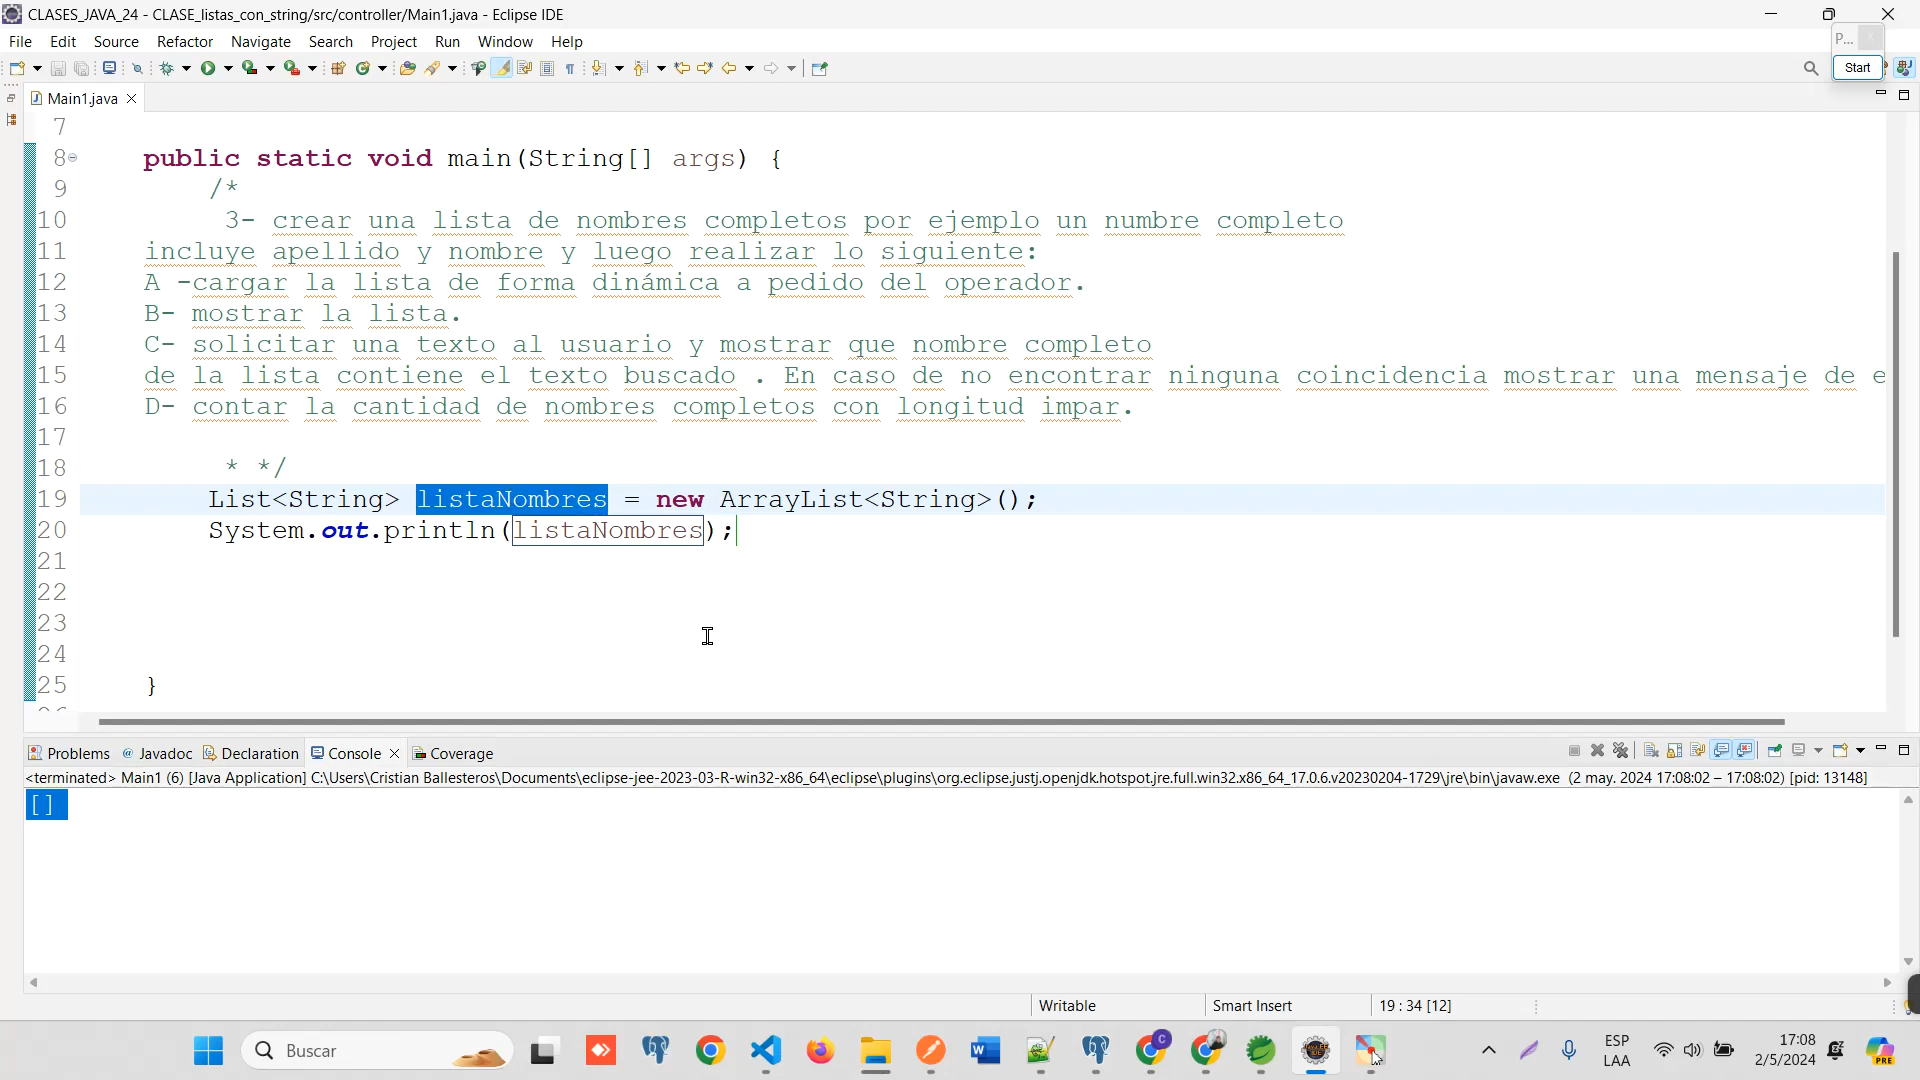 CLASES_JAVA_24 - CLASE_listas_con_string/src/controller/Main1.java - Eclipse IDE
File Edit Source Refactor Navigate Search Project Run Window Help
P...
Start
Main1.java
7
8 public static void main(String[] args) {
9 /*
10 3- crear una lista de nombres completos por ejemplo un numbre completo
11 incluye apellido y nombre y luego realizar lo siguiente:
12 A -cargar la lista de forma dinámica a pedido del operador.
13 B- mostrar la lista.
14 C- solicitar una texto al usuario y mostrar que nombre completo
15 de la lista contiene el texto buscado . En caso de no encontrar ninguna coincidencia mostrar una mensaje de e
16 D- contar la cantidad de nombres completos con longitud impar.
17
18 * */
19 List<String> listaNombres = new ArrayList<String>();
20 System.out.println(listaNombres);
21
22
23
24
25 }
Problems Javadoc Declaration Console Coverage
<terminated> Main1 (6) [Java Application] C:\Users\Cristian Ballesteros\Documents\eclipse-jee-2023-03-R-win32-x86_64\eclipse\plugins\org.eclipse.justj.openjdk.hotspot.jre.full.win32.x86_64_17.0.6.v20230204-1729\jre\bin\javaw.exe (2 may. 2024 17:08:02 – 17:08:02) [pid: 13148]
[]
Writable Smart Insert 19 : 34 [12]
Buscar
ESP
LAA
17:08
2/5/2024
PRE